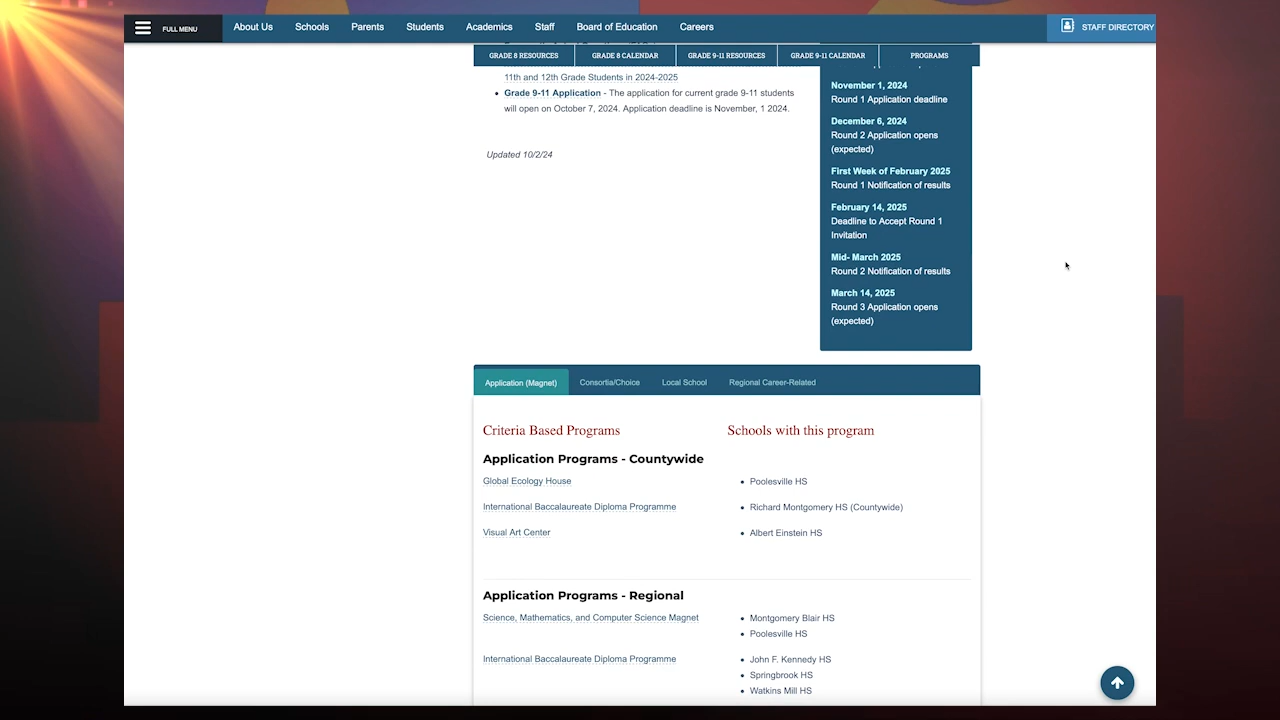 FULL MENU
About Us
Schools
Parents
Students
Academics
Staff
Board of Education
Careers
STAFF DIRECTORY
GRADE 8 RESOURCES
GRADE 8 CALENDAR
GRADE 9-11 RESOURCES
GRADE 9-11 CALENDAR
PROGRAMS
11th and 12th Grade Students in 2024-2025
Grade 9-11 Application - The application for current grade 9-11 students
will open on October 7, 2024. Application deadline is November, 1 2024.
Updated 10/2/24
November 1, 2024
Round 1 Application deadline
December 6, 2024
Round 2 Application opens
(expected)
First Week of February 2025
Round 1 Notification of results
February 14, 2025
Deadline to Accept Round 1
Invitation
Mid- March 2025
Round 2 Notification of results
March 14, 2025
Round 3 Application opens
(expected)
Application (Magnet)
Consortia/Choice
Local School
Regional Career-Related
Criteria Based Programs
Schools with this program
Application Programs - Countywide
Global Ecology House
Poolesville HS
International Baccalaureate Diploma Programme
Richard Montgomery HS (Countywide)
Visual Art Center
Albert Einstein HS
Application Programs - Regional
Science, Mathematics, and Computer Science Magnet
Montgomery Blair HS
Poolesville HS
International Baccalaureate Diploma Programme
John F. Kennedy HS
Springbrook HS
Watkins Mill HS